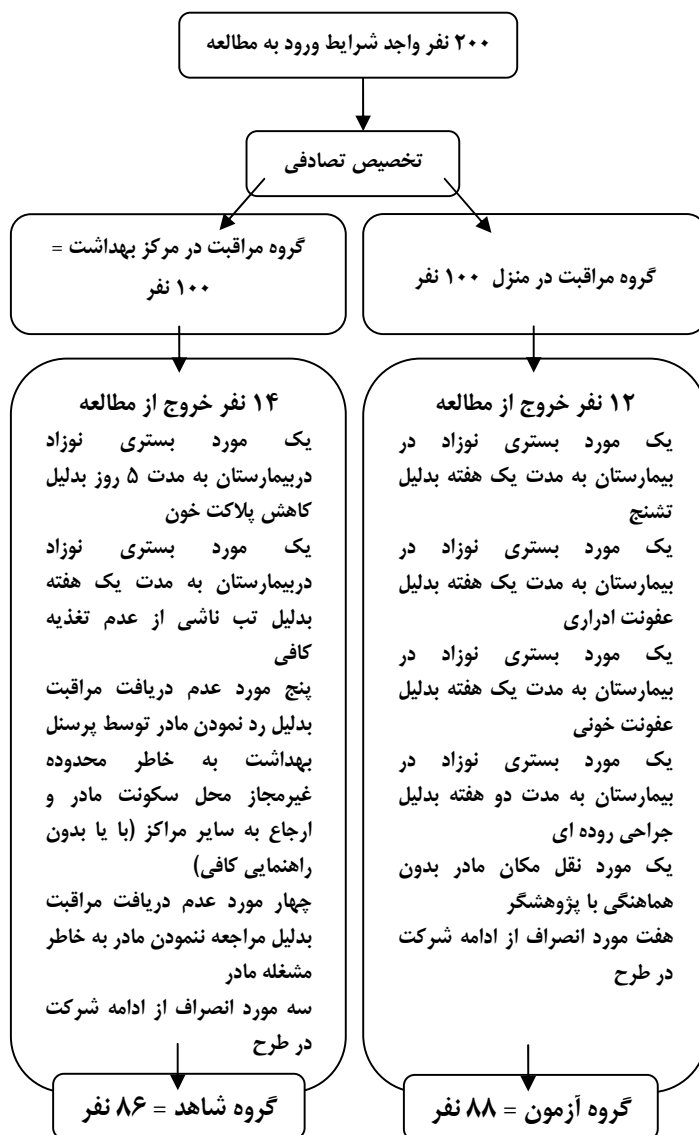 ۲۰۰ نفر واجد شرایط ورود به مطالعه
تخصیص تصادفی
گروه مراقبت در منزل ۱۰۰ نفر
گروه مراقبت در مرکز بهداشت =
۱۰۰ نفر
۱۲ نفر خروج از مطالعه
یک مورد بستری نوزاد در
بیمارستان به مدت یک هفته بدلیل
تشنج
یک مورد بستری نوزاد در
بیمارستان به مدت یک هفته بدلیل
عفونت ادراری
یک مورد بستری نوزاد در
بیمارستان به مدت یک هفته بدلیل
عفونت خونی
یک مورد بستری نوزاد در
بیمارستان به مدت دو هفته بدلیل
جراحی روده ای
یک مورد نقل مکان مادر بدون
هماهنگی با پژوهشگر
هفت مورد انصراف از ادامه شرکت
در طرح
۱۴ نفر خروج از مطالعه
یک مورد بستری نوزاد
دربیمارستان به مدت ۵ روز بدلیل
کاهش پلاکت خون
یک مورد بستری نوزاد
دربیمارستان به مدت یک هفته
بدلیل تب ناشی از عدم تغذیه
کافی
پنج مورد عدم دریافت مراقبت
بدلیل رد نمودن مادر توسط پرسنل
بهداشت به خاطر محدوده
غیرمجاز محل سکونت مادر و
ارجاع به سایر مراکز (با یا بدون
راهنمایی کافی)
چهار مورد عدم دریافت مراقبت
بدلیل مراجعه ننمودن مادر به خاطر
مشغله مادر
سه مورد انصراف از ادامه شرکت
در طرح
گروه آزمون = ۸۸ نفر
گروه شاهد = ۸۶ نفر